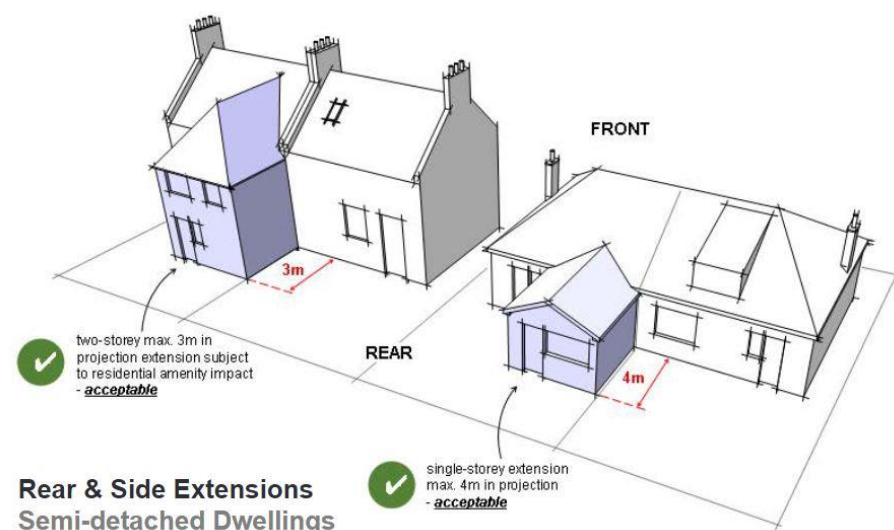 FRONT
3m
two-storey max. 3m in
projection extension subject
to residential amenity impact
- acceptable
REAR
4m
single-storey extension
max. 4m in projection
- acceptable
Rear & Side Extensions
Semi-detached Dwellings